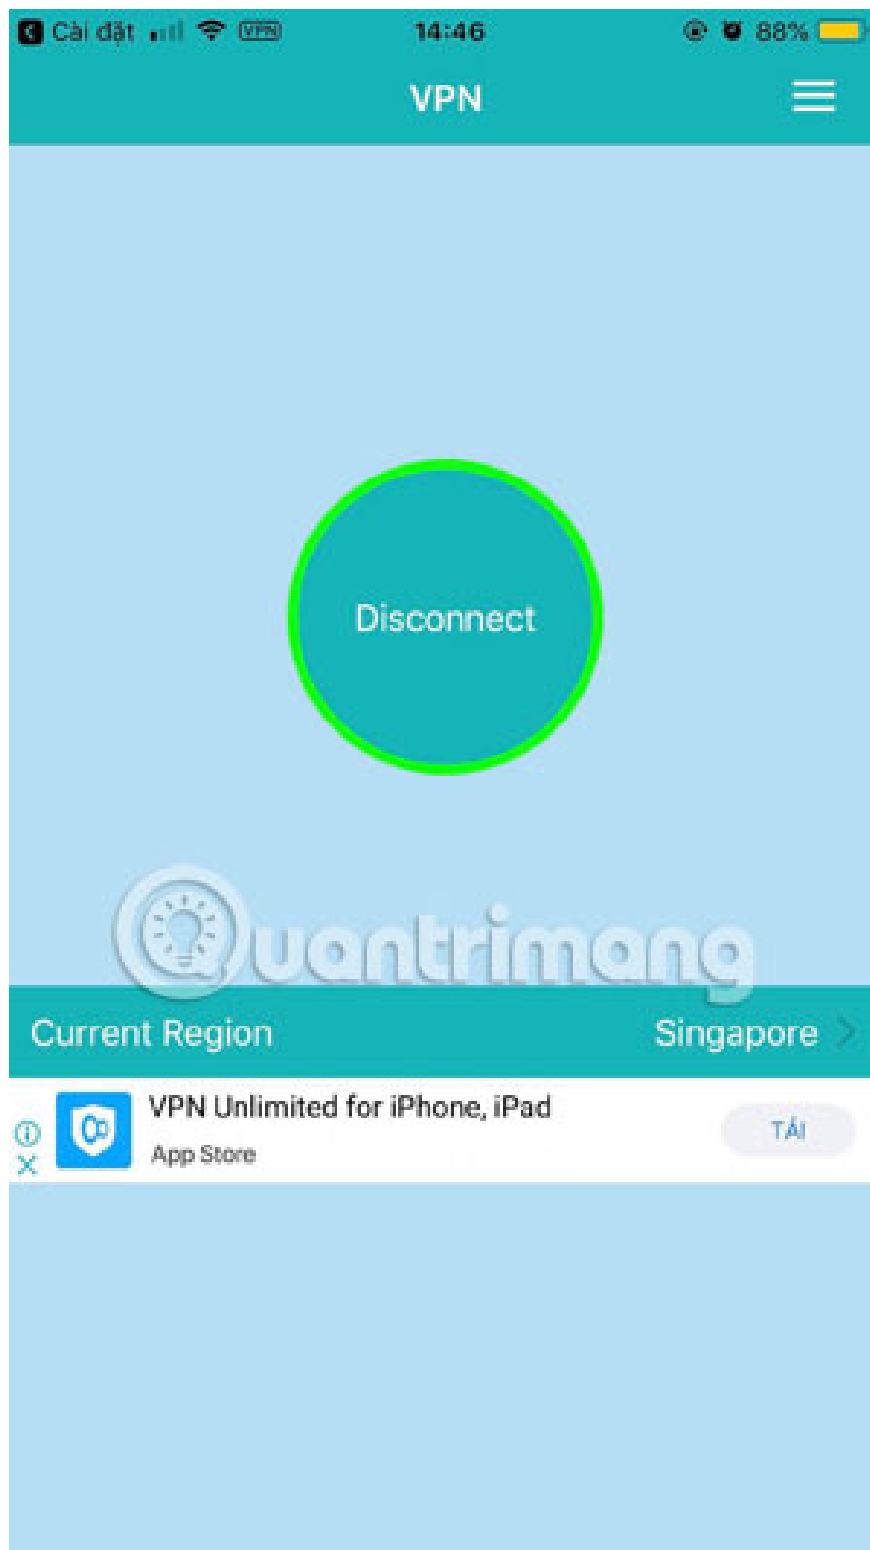 Cài đặt VPN 14:46 88%
VPN
Disconnect
Quantrimang
Current Region Singapore
VPN Unlimited for iPhone, iPad
App Store
TẢI